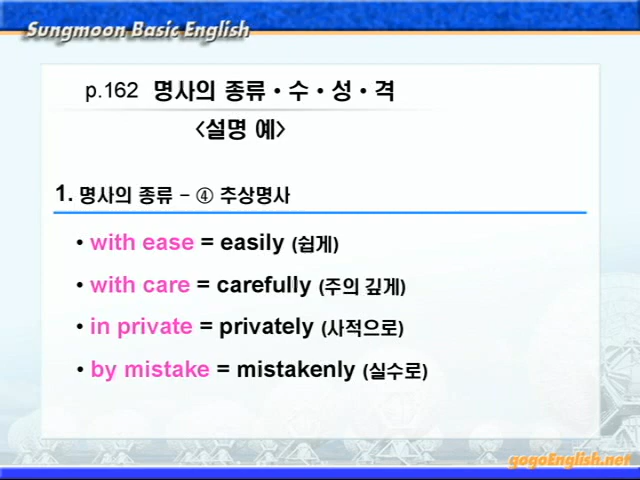 Sungmoon Basic English
p.162 명사의 종류 • 수 • 성 • 격
<설명 예>
1. 명사의 종류 - ④ 추상명사
• with ease = easily (쉽게)
• with care = carefully (주의 깊게)
• in private = privately (사적으로)
• by mistake = mistakenly (실수로)
gogoEnglish.net